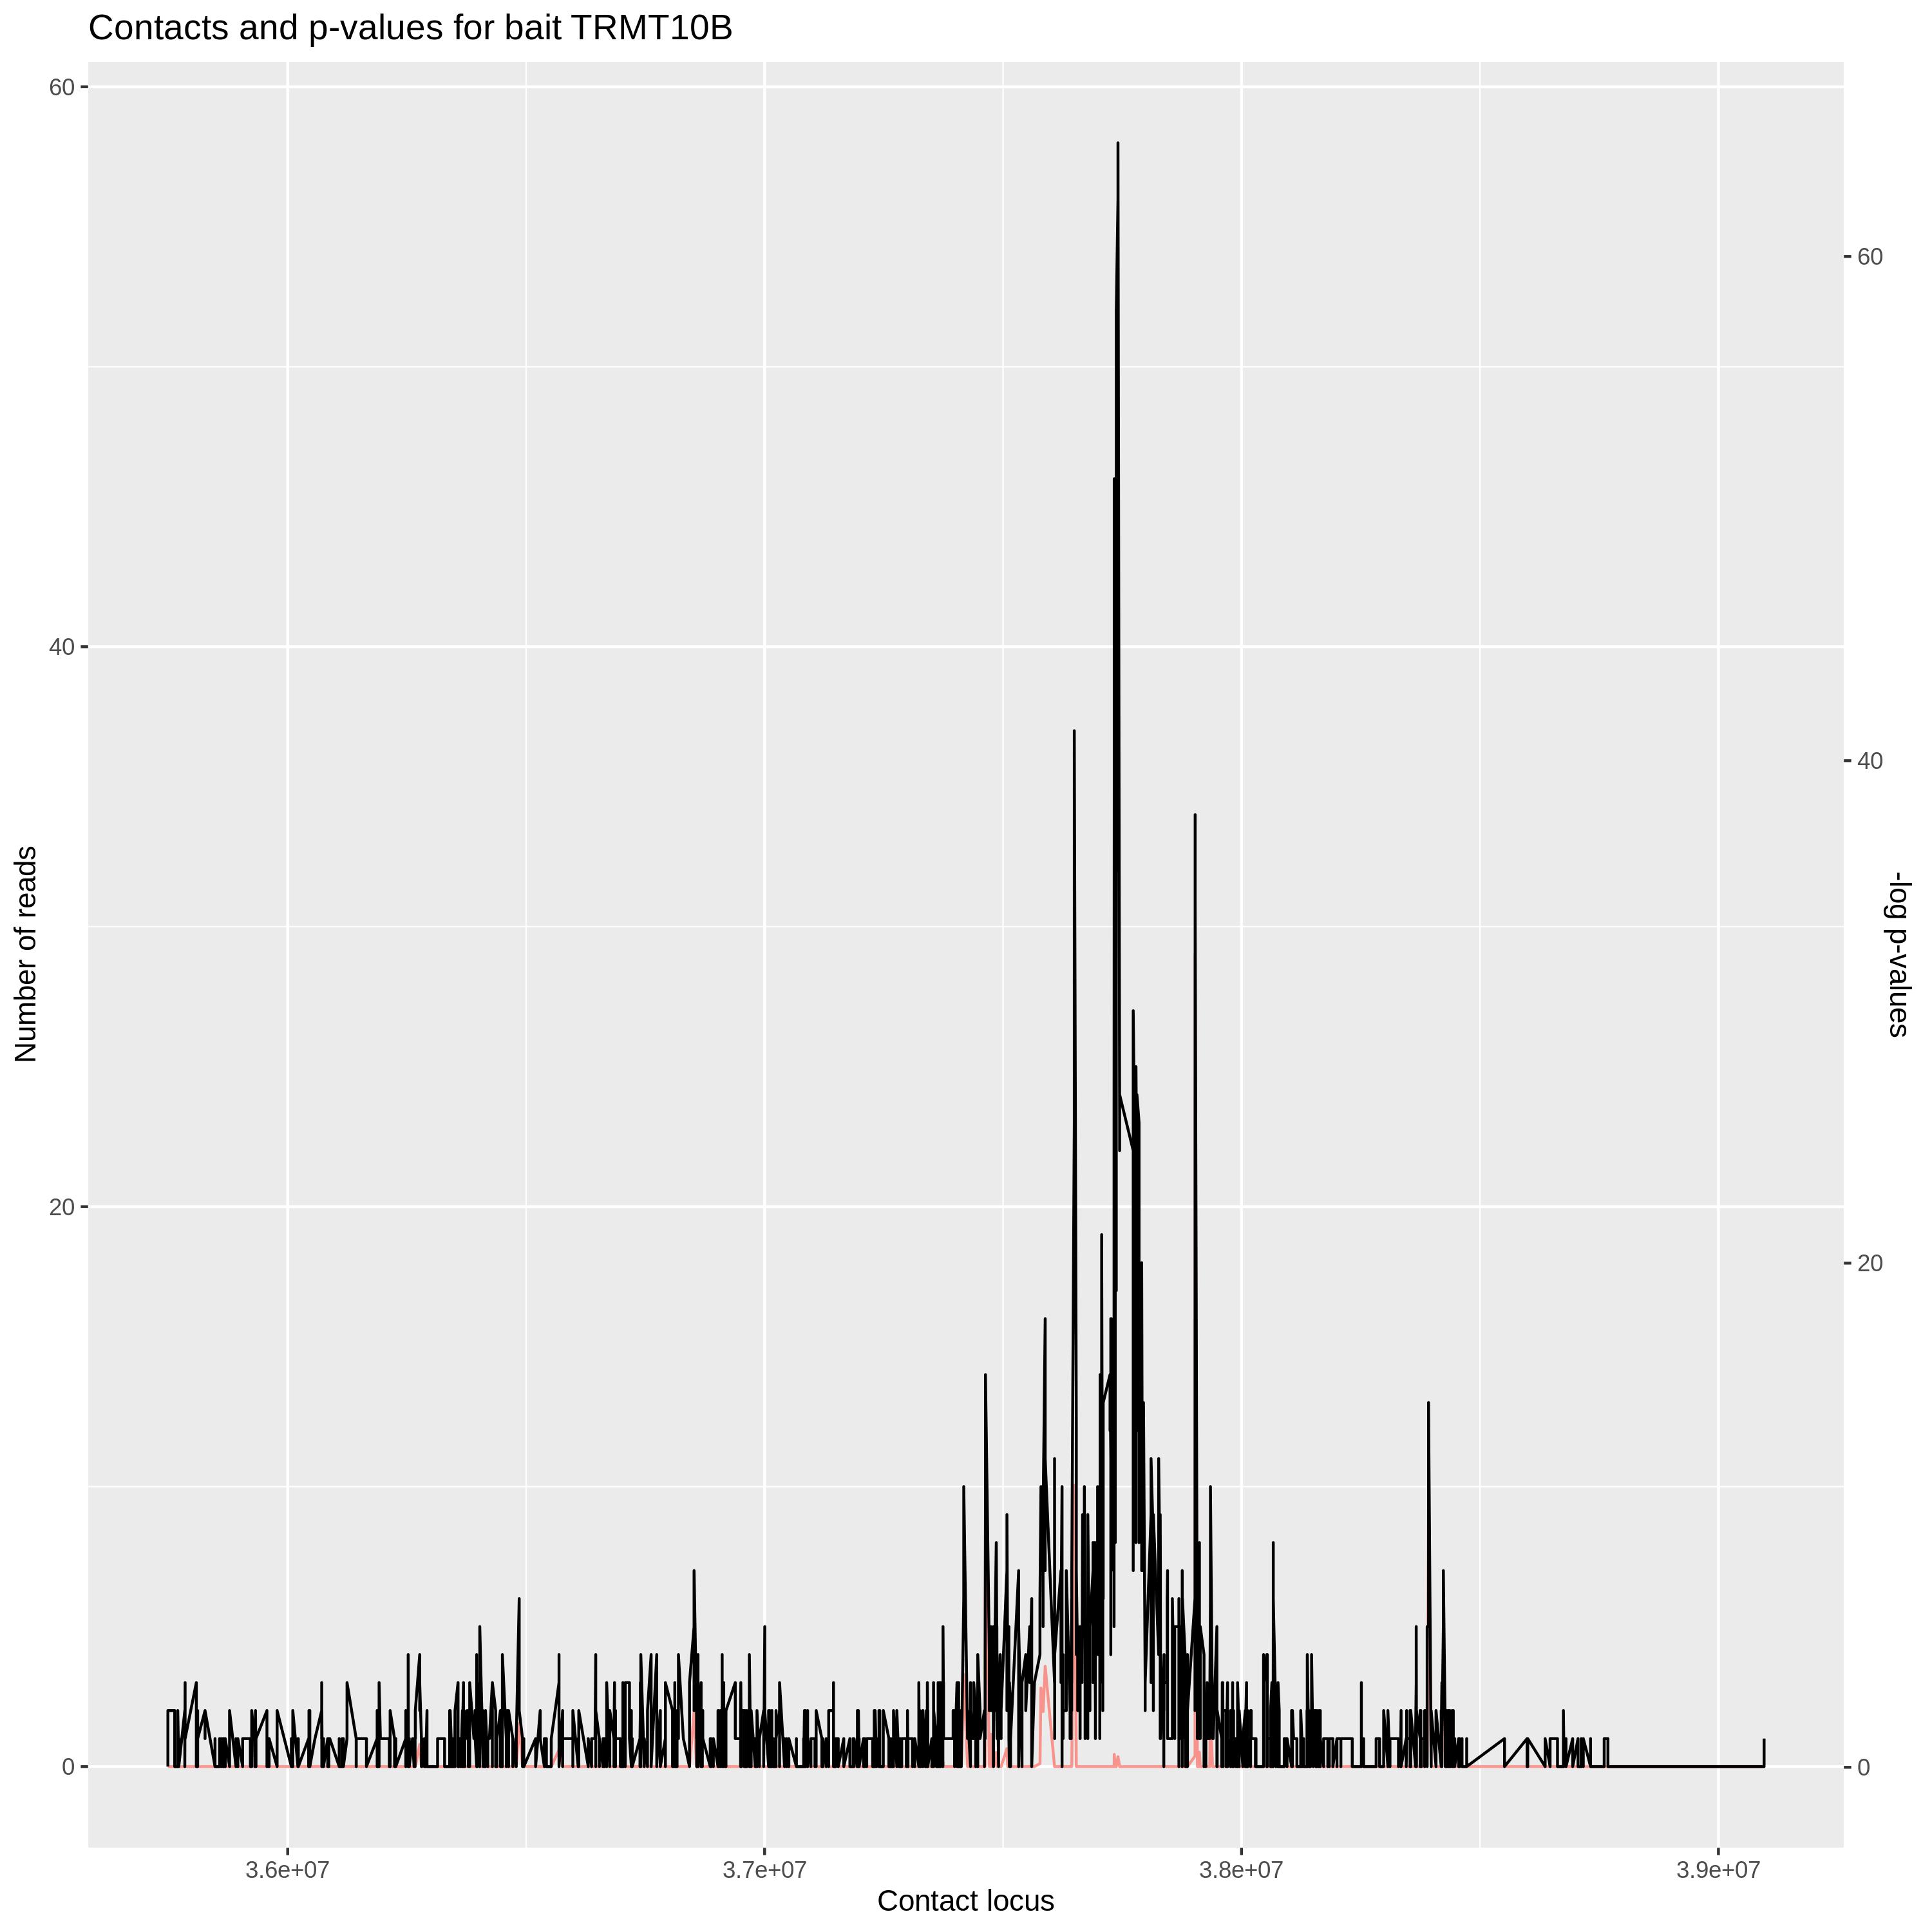 Contacts and p-values for bait TRMT10B
60
40
20
0
Number of reads
60
40
20
0
-log p-values
3.6e+07 3.7e+07 3.8e+07 3.9e+07
Contact locus